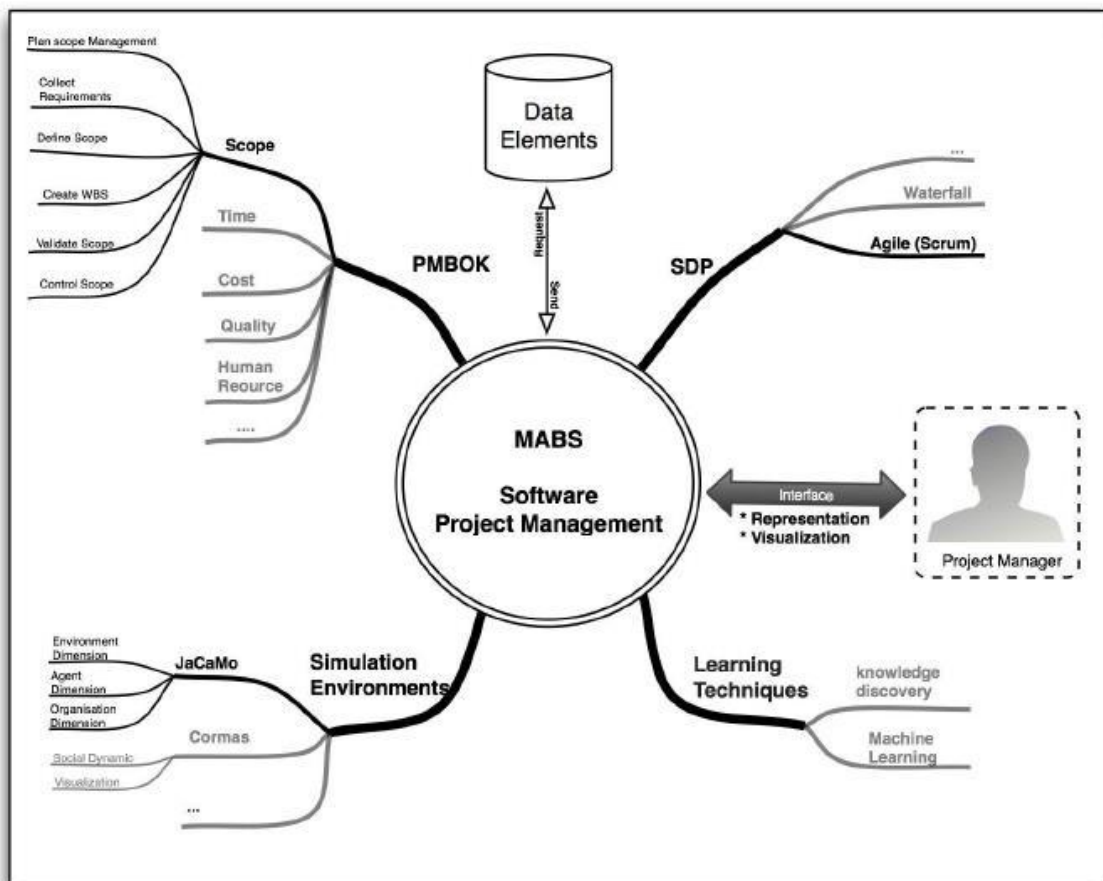 Plan scope Management
Collect
Requirements
Define Scope
Create WBS
Validate Scope
Control Scope
Scope
Time
Cost
Quality
Human
Reource
....
PMBOK
Data
Elements
Request
Send
SDP
...
Waterfall
Agile (Scrum)
MABS
Software
Project Management
Interface
* Representation
* Visualization
Project Manager
Environment
Dimension
Agent
Dimension
Organisation
Dimension
JaCaMo
Social Dynamic
Visualization
Cormas
...
Simulation
Environments
Learning
Techniques
knowledge
discovery
Machine
Learning